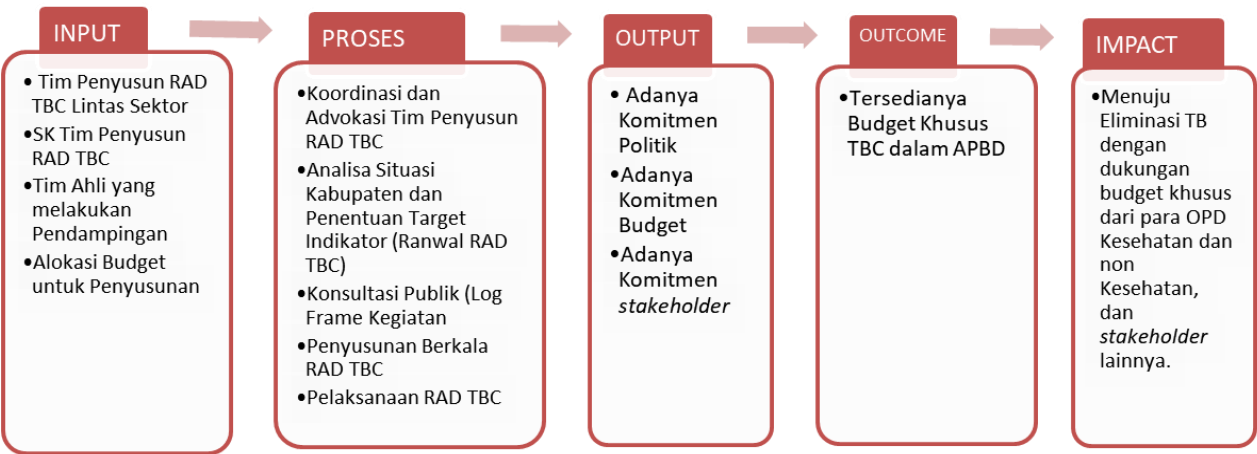 INPUT
• Tim Penyusun RAD
TBC Lintas Sektor
•SK Tim Penyusun
RAD TBC
•Tim Ahli yang
melakukan
Pendampingan
•Alokasi Budget
untuk Penyusunan
PROSES
•Koordinasi dan
Advokasi Tim Penyusun
RAD TBC
•Analisa Situasi
Kabupaten dan
Penentuan Target
Indikator (Ranwal RAD
TBC)
•Konsultasi Publik (Log
Frame Kegiatan
•Penyusunan Berkala
RAD TBC
•Pelaksanaan RAD TBC
OUTPUT
• Adanya
Komitmen
Politik
•Adanya
Komitmen
Budget
•Adanya
Komitmen
stakeholder
OUTCOME
•Tersedianya
Budget Khusus
TBC dalam APBD
IMPACT
•Menuju
Eliminasi TB
dengan
dukungan
budget khusus
dari para OPD
Kesehatan dan
non
Kesehatan,
dan
stakeholder
lainnya.